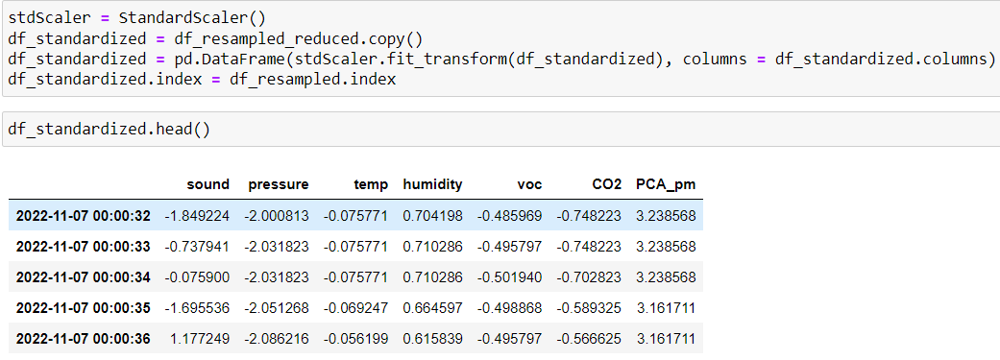 stdScaler = StandardScaler()
df_standardized = df_resampled_reduced.copy()
df_standardized = pd.DataFrame(stdScaler.fit_transform(df_standardized), columns = df_standardized.columns)
df_standardized.index = df_resampled.index
df_standardized.head()
sound pressure temp humidity voc CO2 PCA_pm
2022-11-07 00:00:32 -1.849224 -2.000813 -0.075771 0.704198 -0.485969 -0.748223 3.238568
2022-11-07 00:00:33 -0.737941 -2.031823 -0.075771 0.710286 -0.495797 -0.748223 3.238568
2022-11-07 00:00:34 -0.075900 -2.031823 -0.075771 0.710286 -0.501940 -0.702823 3.238568
2022-11-07 00:00:35 -1.695536 -2.051268 -0.069247 0.664597 -0.498868 -0.589325 3.161711
2022-11-07 00:00:36 1.177249 -2.086216 -0.056199 0.615839 -0.495797 -0.566625 3.161711